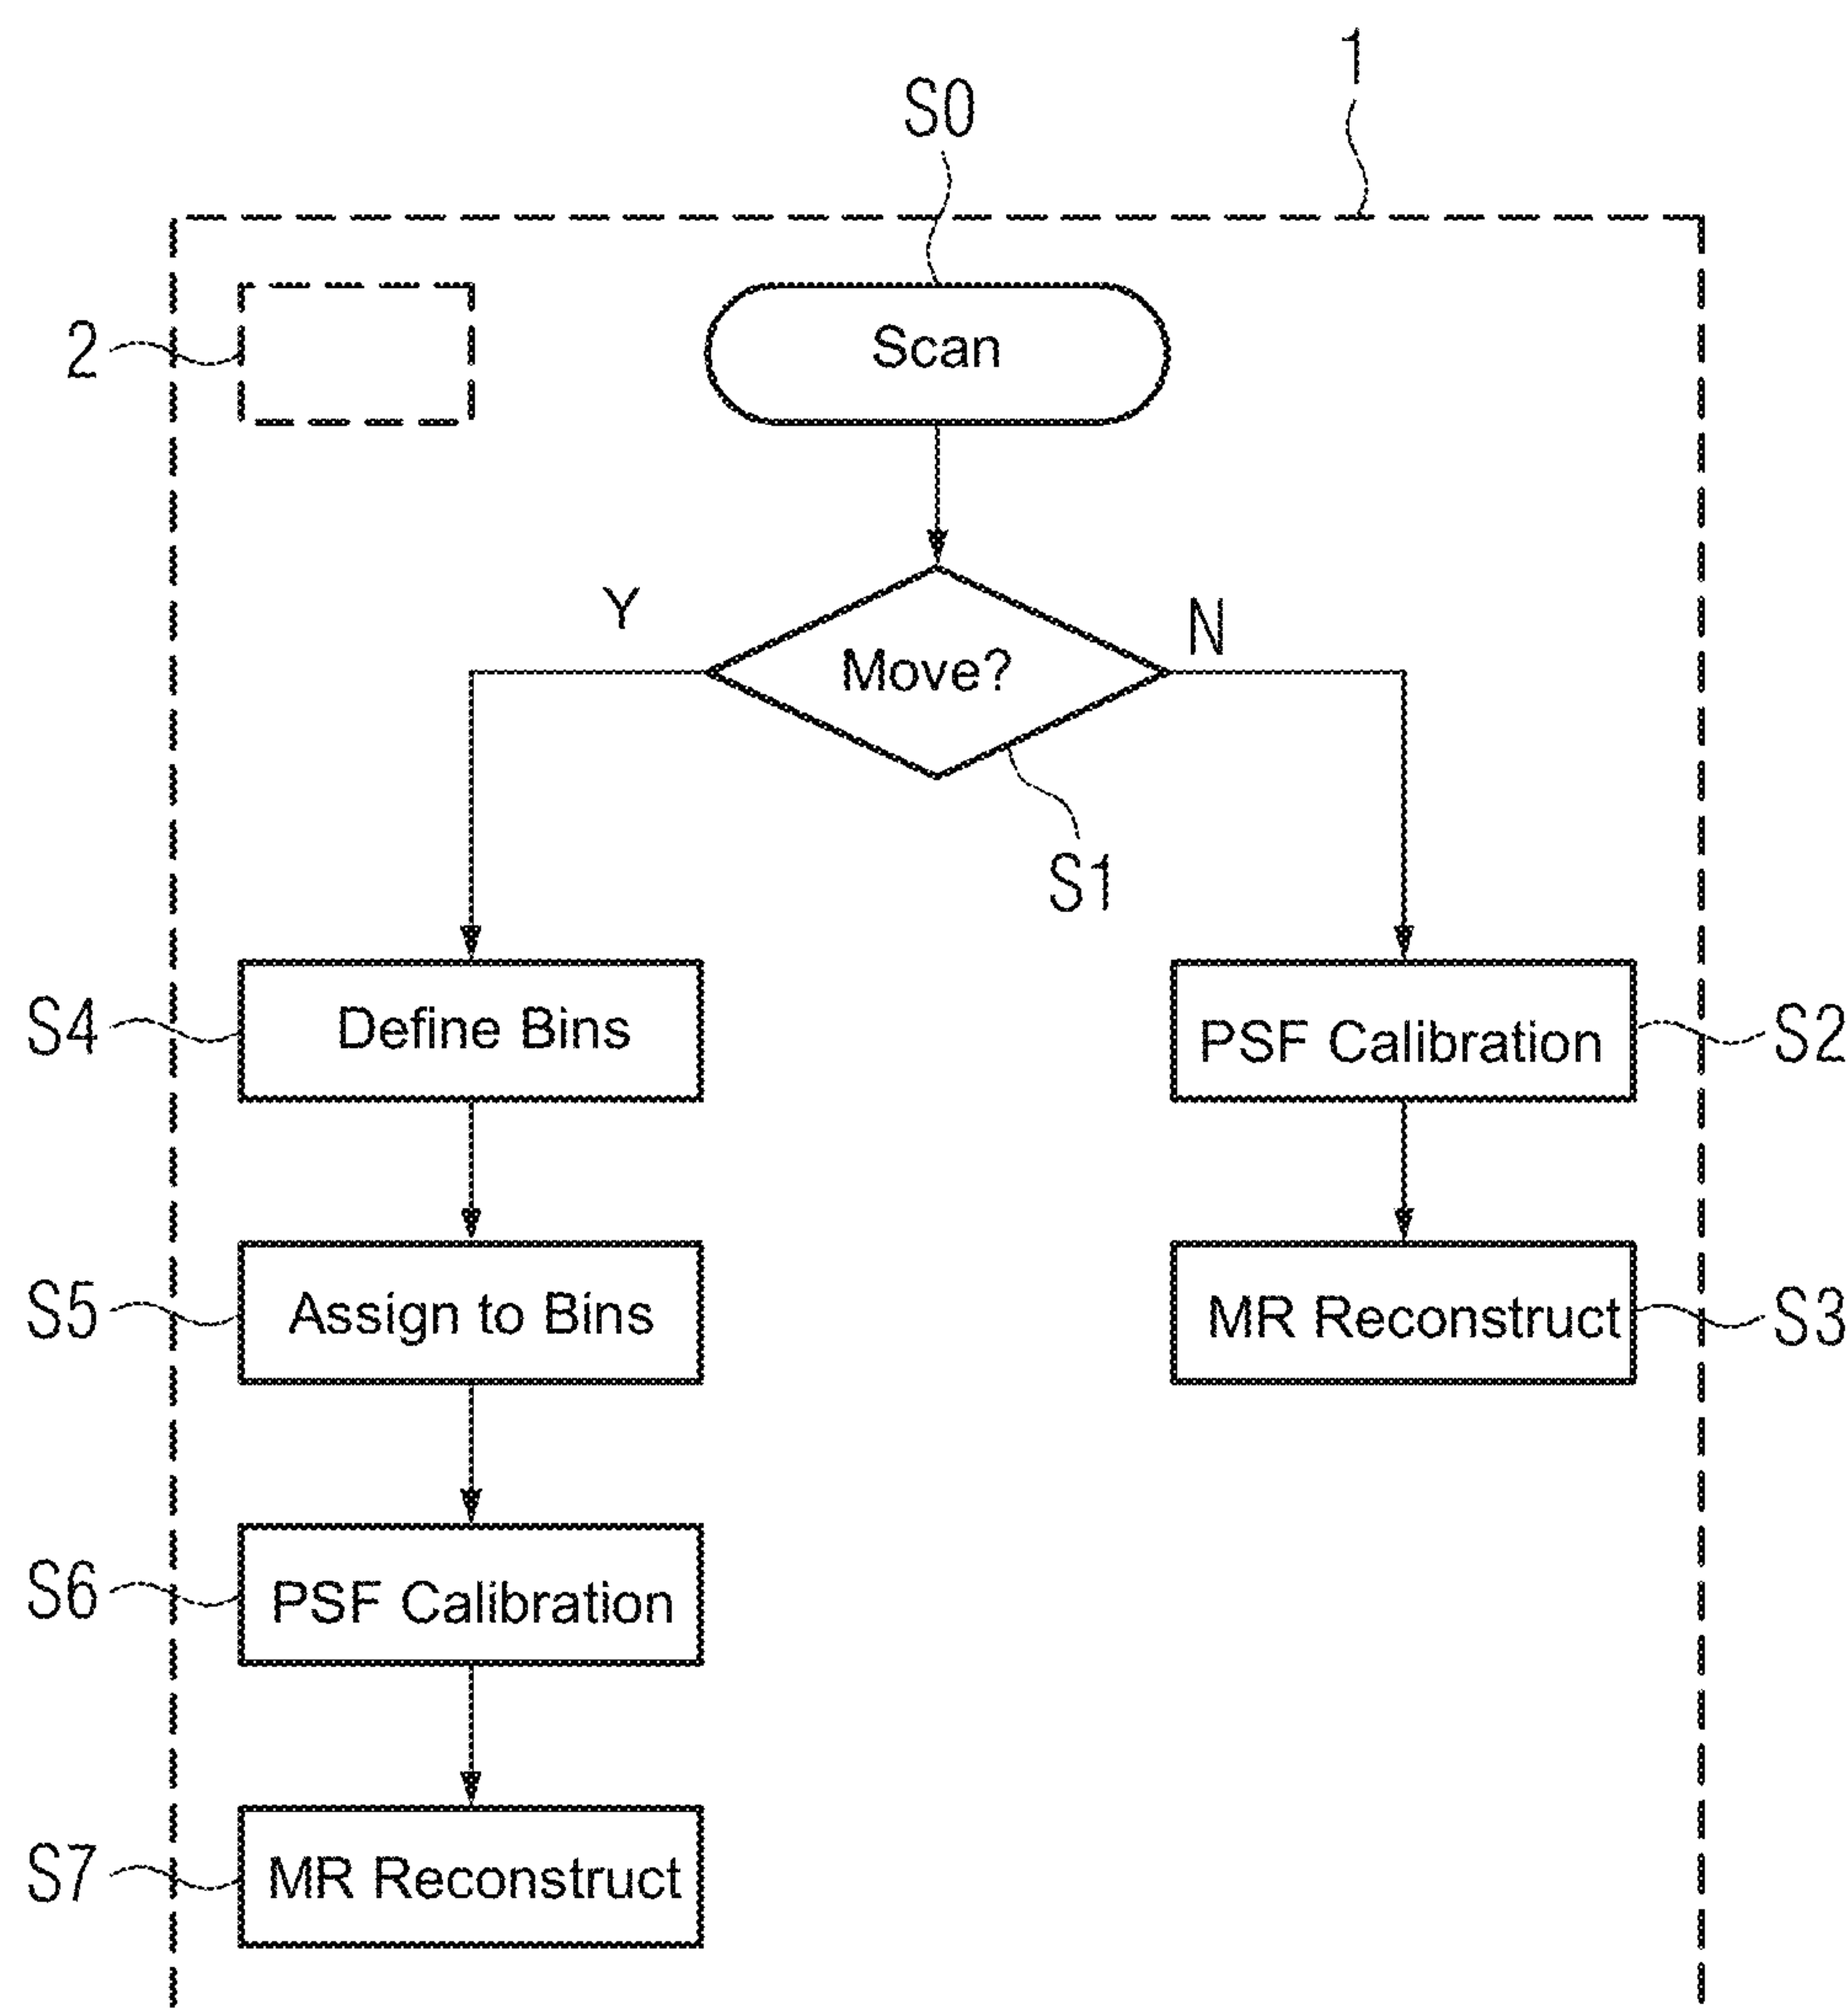 1
S0
2
Scan
Y
N
Move?
S1
S4
Define Bins
PSF Calibration
S2
S5
Assign to Bins
MR Reconstruct
S3
S6
PSF Calibration
S7
MR Reconstruct